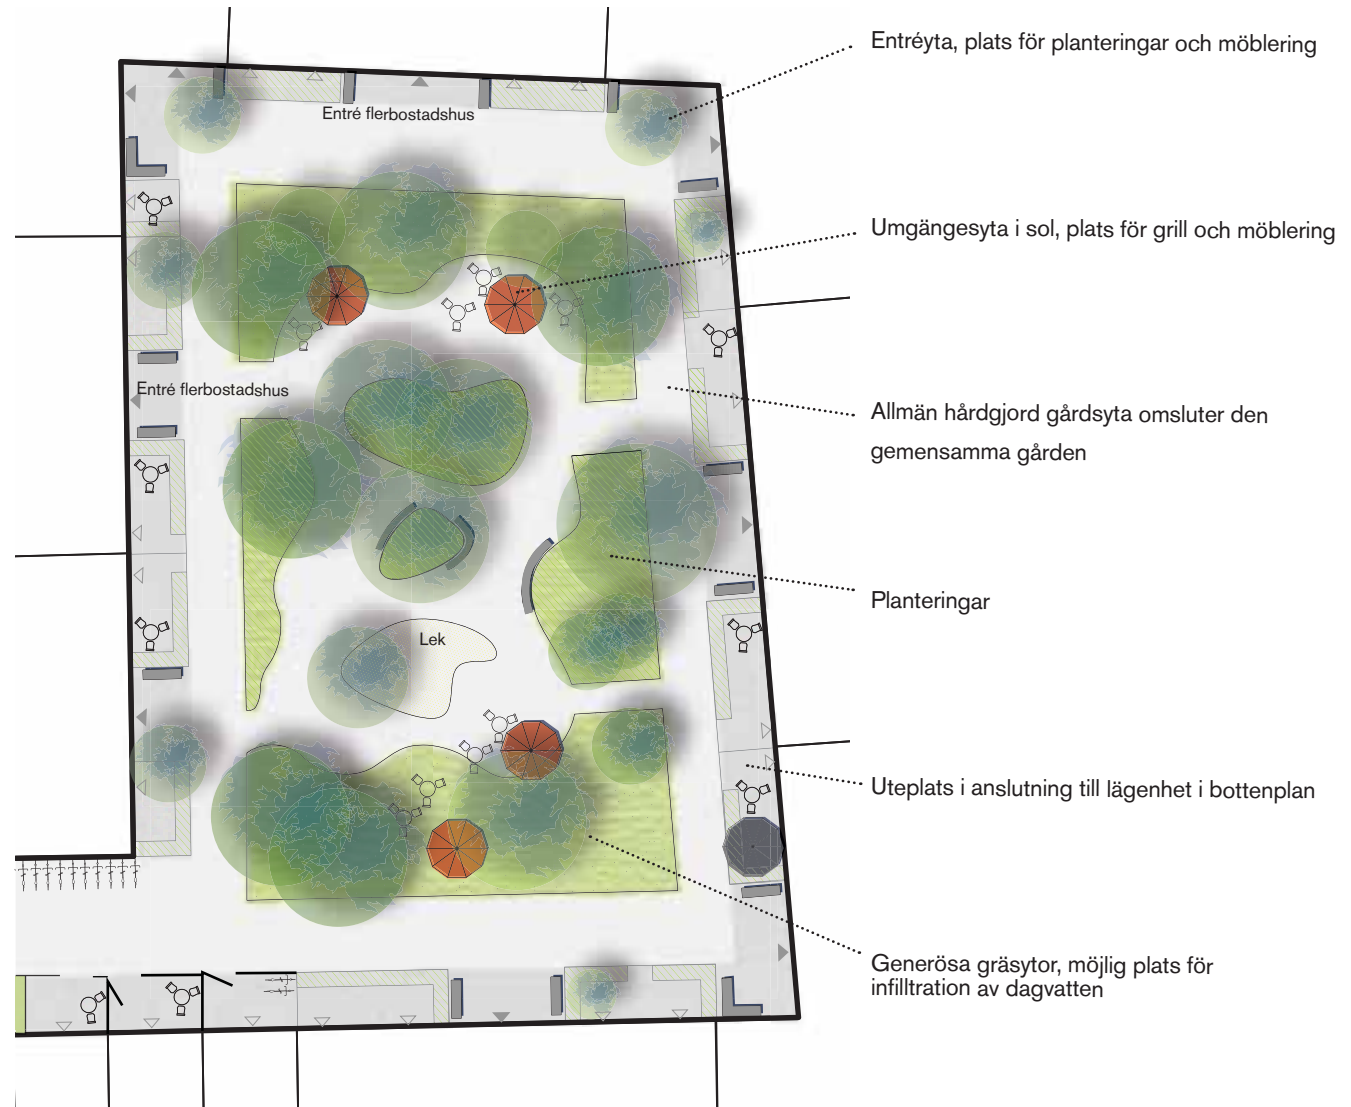 Entréyta, plats för planteringar och möblering
Entré flerbostadshus
Umgängesyta i sol, plats för grill och möblering
Entré flerbostadshus
Allmän hårdgjord gårdsyta omsluter den
gemensamma gården
Planteringar
Lek
Uteplats i anslutning till lägenhet i bottenplan
Generösa gräsytor, möjlig plats för
infilltration av dagvatten